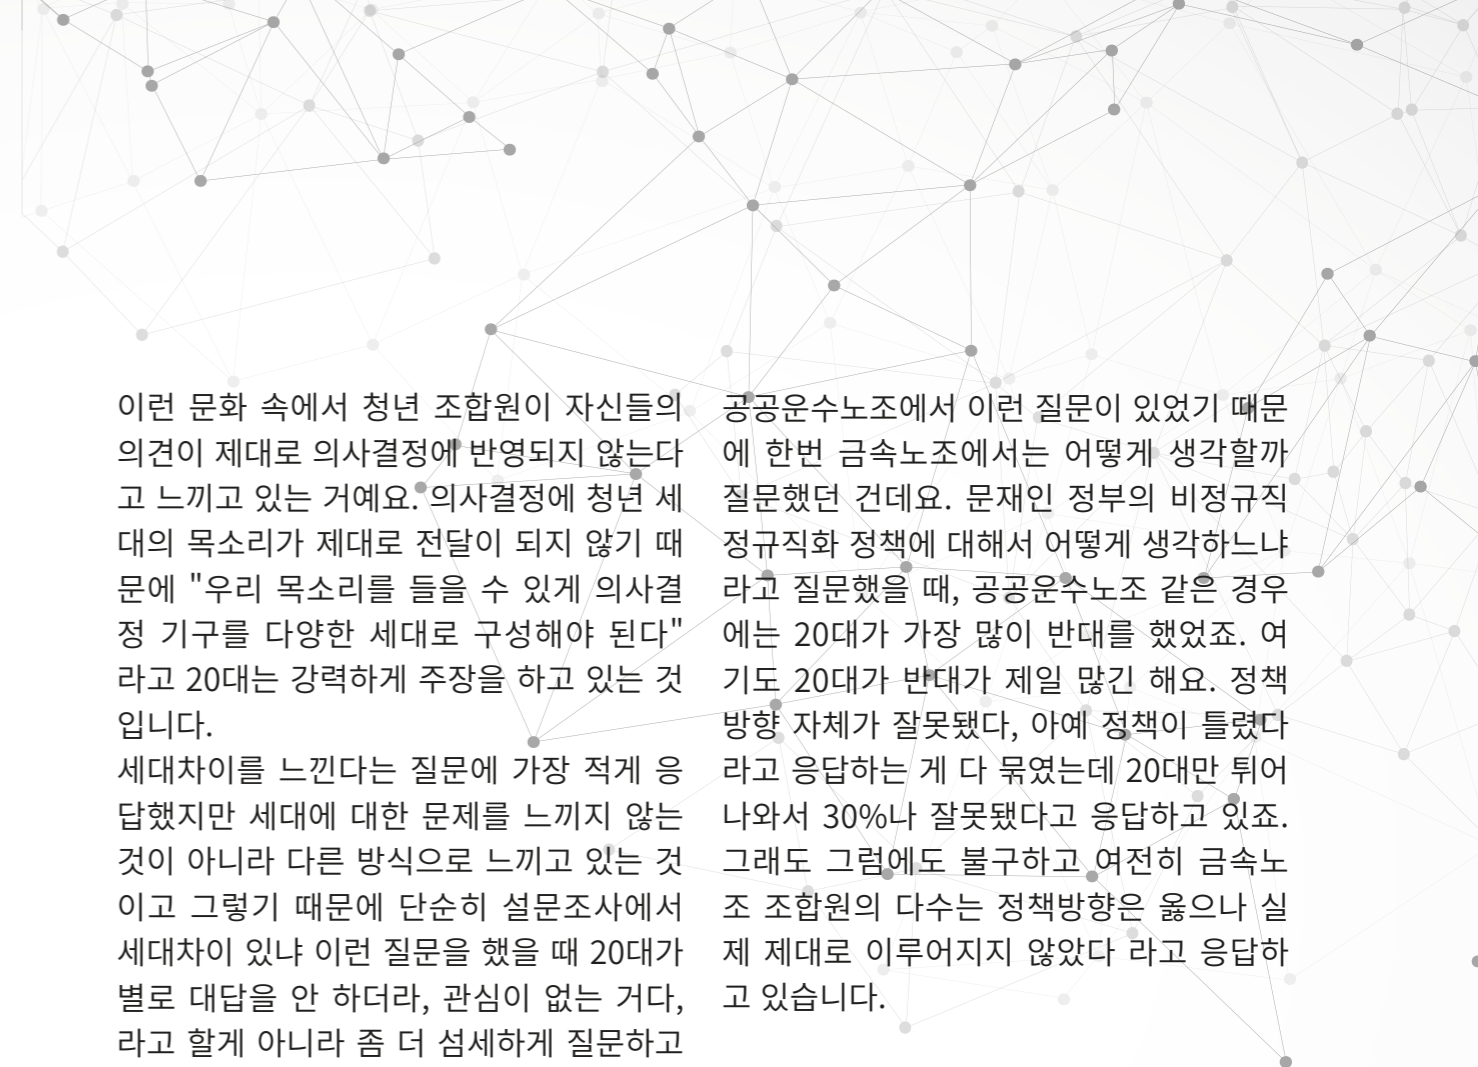 이런 문화 속에서 청년 조합원이 자신들의
의견이 제대로 의사결정에 반영되지 않는다
고 느끼고 있는 거예요. 의사결정에 청년 세
대의 목소리가 제대로 전달이 되지 않기 때
문에 "우리 목소리를 들을 수 있게 의사결
정 기구를 다양한 세대로 구성해야 된다"
라고 20대는 강력하게 주장을 하고 있는 것
입니다.
세대차이를 느낀다는 질문에 가장 적게 응
답했지만 세대에 대한 문제를 느끼지 않는
것이 아니라 다른 방식으로 느끼고 있는 것
이고 그렇기 때문에 단순히 설문조사에서
세대차이 있냐 이런 질문을 했을 때 20대가
별로 대답을 안 하더라, 관심이 없는 거다,
라고 할게 아니라 좀 더 섬세하게 질문하고
공공운수노조에서 이런 질문이 있었기 때문
에 한번 금속노조에서는 어떻게 생각할까
질문했던 건데요. 문재인 정부의 비정규직
정규직화 정책에 대해서 어떻게 생각하느냐
라고 질문했을 때, 공공운수노조 같은 경우
에는 20대가 가장 많이 반대를 했었죠. 여
기도 20대가 반대가 제일 많긴 해요. 정책
방향 자체가 잘못됐다, 아예 정책이 틀렸다
라고 응답하는 게 다 묶였는데 20대만 튀어
나와서 30%나 잘못됐다고 응답하고 있죠.
그래도 그럼에도 불구하고 여전히 금속노
조 조합원의 다수는 정책방향은 옳으나 실
제 제대로 이루어지지 않았다 라고 응답하
고 있습니다.